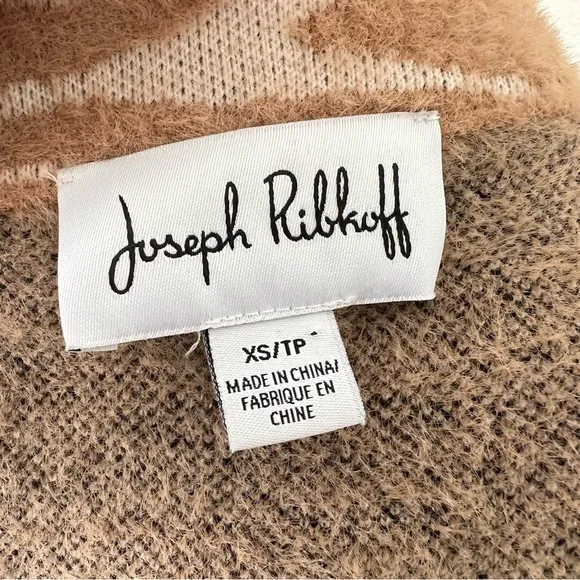 Joseph Ribkoff
XS/TP
MADE IN CHINA/
FABRIQUE EN
CHINE